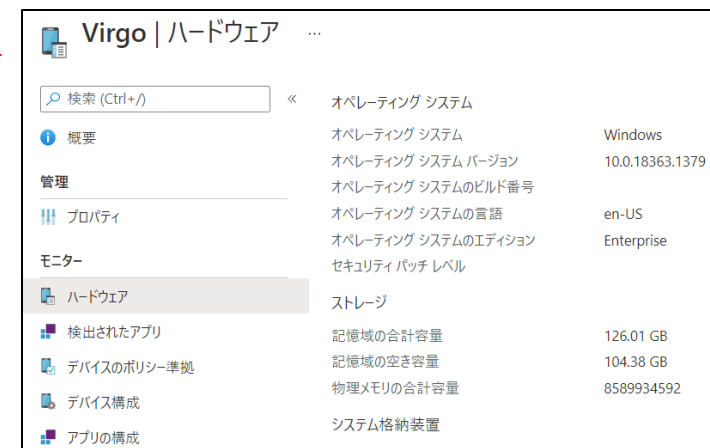 Virgo | ハードウェア ...
検索 (Ctrl+/) «
概要
管理
プロパティ
モニター
ハードウェア
検出されたアプリ
デバイスのポリシー準拠
デバイス構成
アプリの構成
オペレーティング システム
オペレーティング システム Windows
オペレーティング システム バージョン 10.0.18363.1379
オペレーティング システムのビルド番号
オペレーティング システムの言語 en-US
オペレーティング システムのエディション Enterprise
セキュリティ パッチ レベル
ストレージ
記憶域の合計容量 126.01 GB
記憶域の空き容量 104.38 GB
物理メモリの合計容量 8589934592
システム格納装置